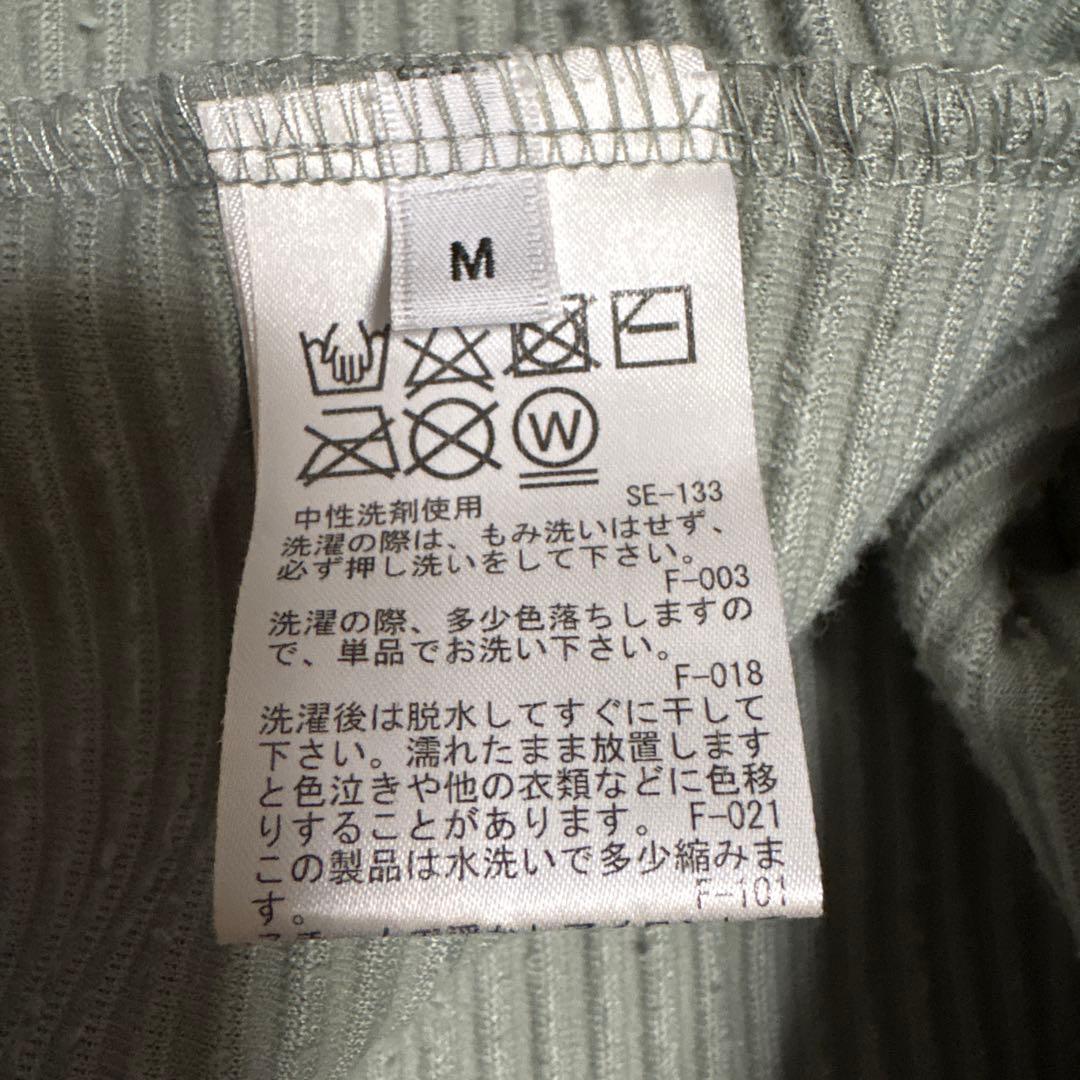 M
W
中性洗剤使用 SE-133
洗濯の際は、もみ洗いはせず、
必ず押し洗いをして下さい。
F-003
洗濯の際、多少色落ちしますの
で、単品でお洗い下さい。
F-018
洗濯後は脱水してすぐに干して
下さい。濡れたまま放置します
と色泣きや他の衣類などに色移
りすることがあります。 F-021
この製品は水洗いで多少縮みま
す。 F-101